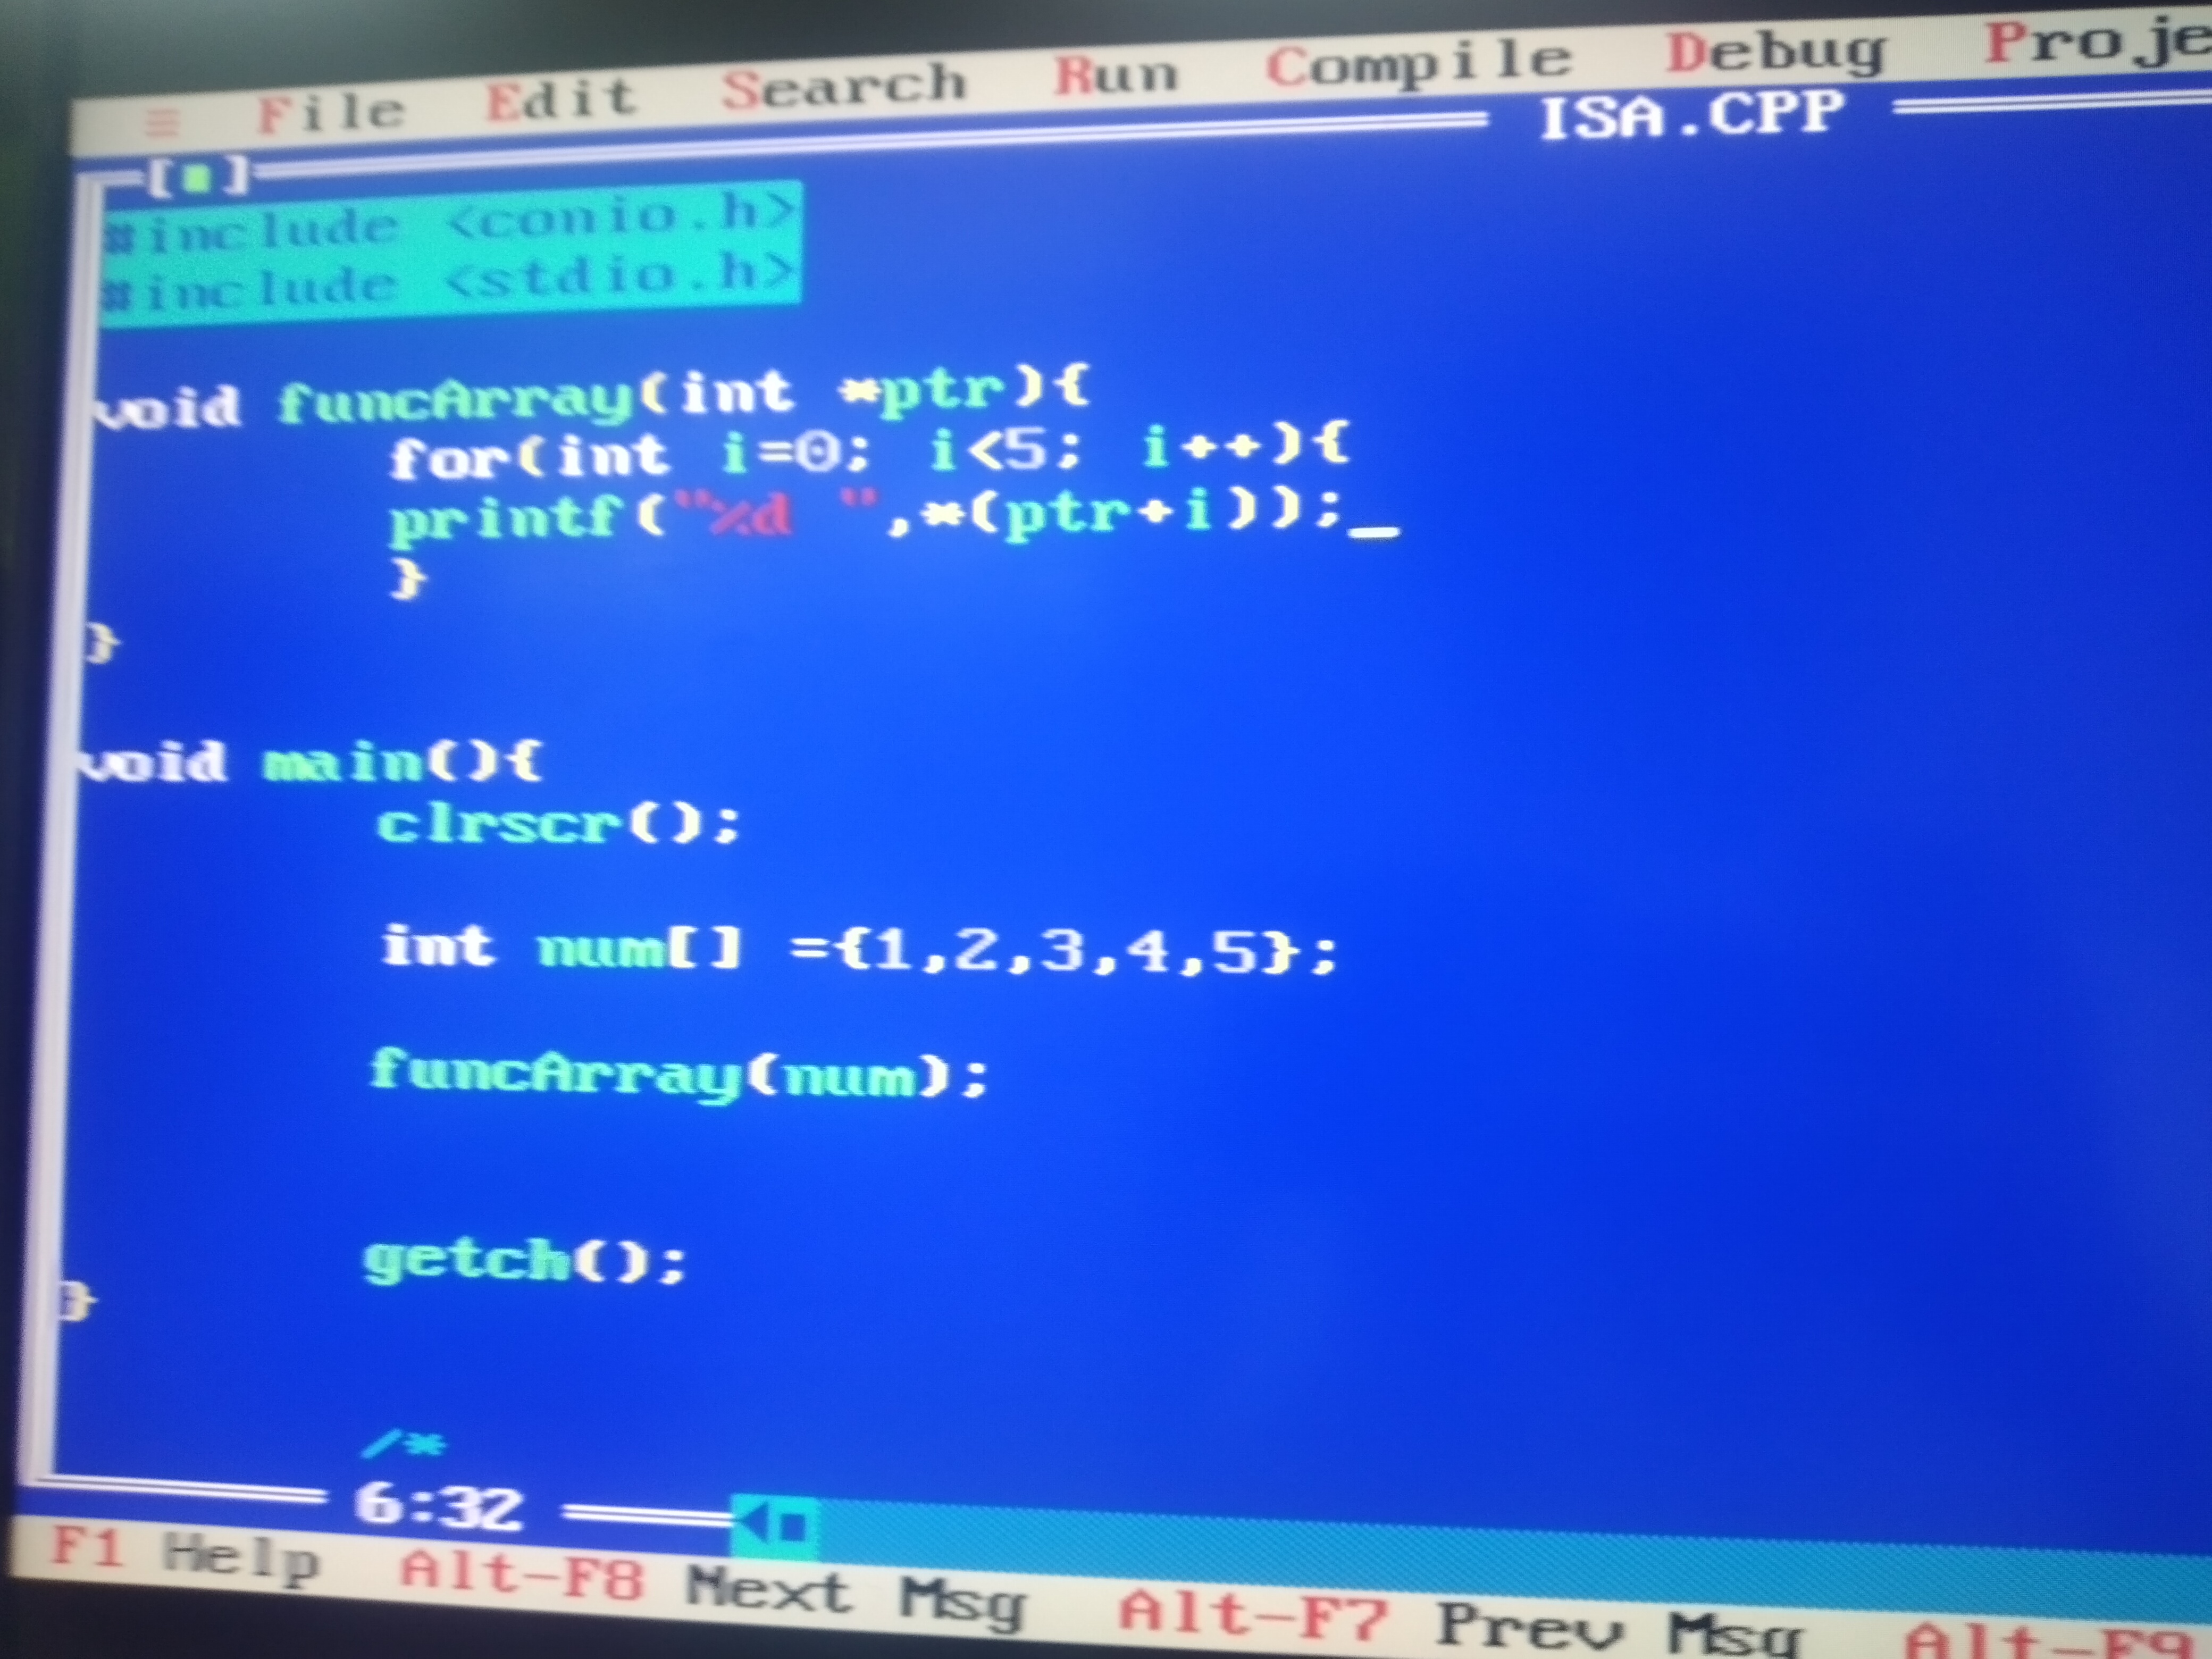 ≡ File Edit Search Run Compile Debug Proje
[■] ISA.CPP
#include <conio.h>
#include <stdio.h>
void funcArray(int *ptr){
for(int i=0; i<5; i++){
printf("%d ",*(ptr+i));_
}
}
void main(){
clrscr();
int num[] ={1,2,3,4,5};
funcArray(num);
getch();
}
/*
6:32
F1 Help Alt-F8 Next Msg Alt-F7 Prev Msg Alt-F9